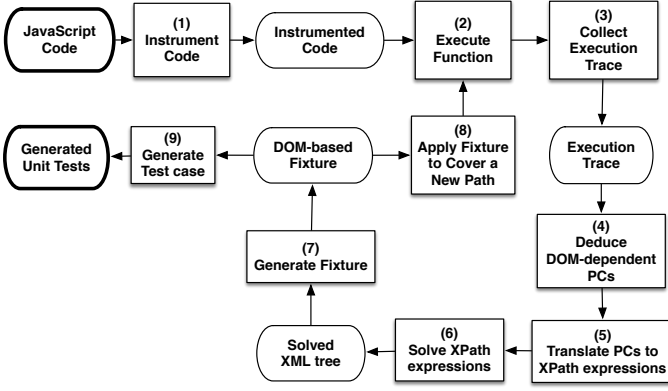 JavaScript
Code
(1)
Instrument
Code
Instrumented
Code
(2)
Execute
Function
(3)
Collect
Execution
Trace
Generated
Unit Tests
(9)
Generate
Test case
DOM-based
Fixture
(8)
Apply Fixture
to Cover a
New Path
Execution
Trace
(4)
Deduce
DOM-dependent
PCs
(7)
Generate Fixture
Solved
XML tree
(6)
Solve XPath
expressions
(5)
Translate PCs to
XPath expressions